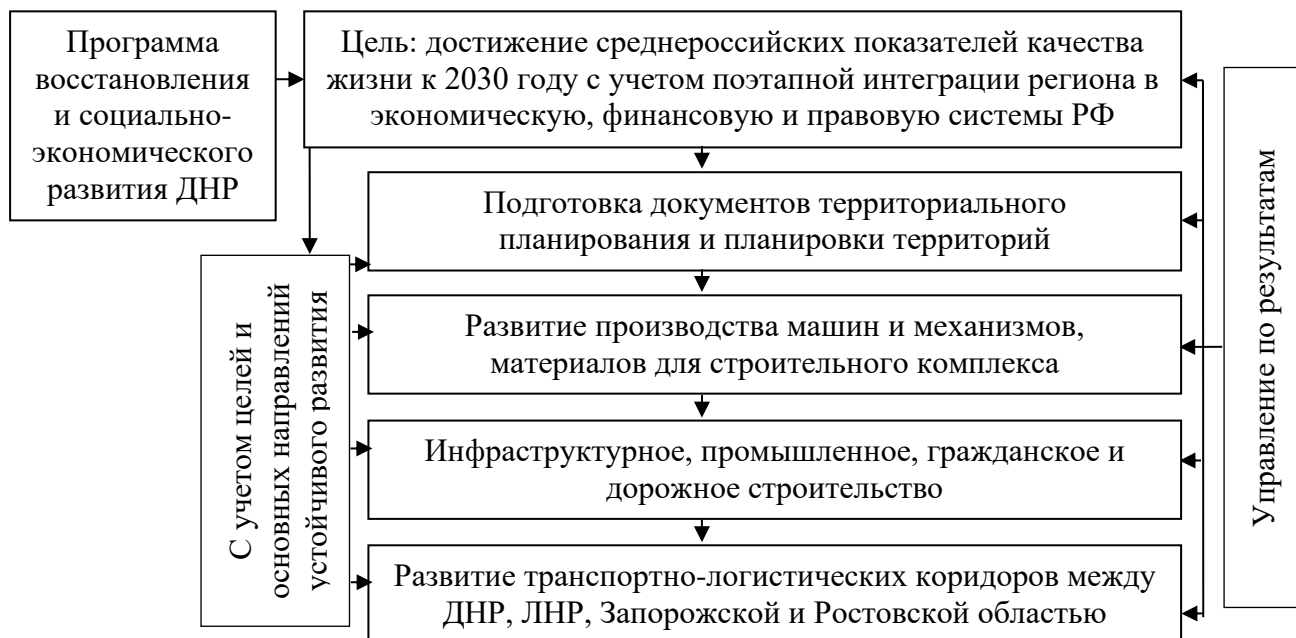 Программа
восстановления
и социально-
экономического
развития ДНР
Цель: достижение среднероссийских показателей качества
жизни к 2030 году с учетом поэтапной интеграции региона в
экономическую, финансовую и правовую системы РФ
Подготовка документов территориального
планирования и планировки территорий
Развитие производства машин и механизмов,
материалов для строительного комплекса
Инфраструктурное, промышленное, гражданское и
дорожное строительство
Развитие транспортно-логистических коридоров между
ДНР, ЛНР, Запорожской и Ростовской областью
С учетом целей и
основных направлений
устойчивого развития
Управление по результатам